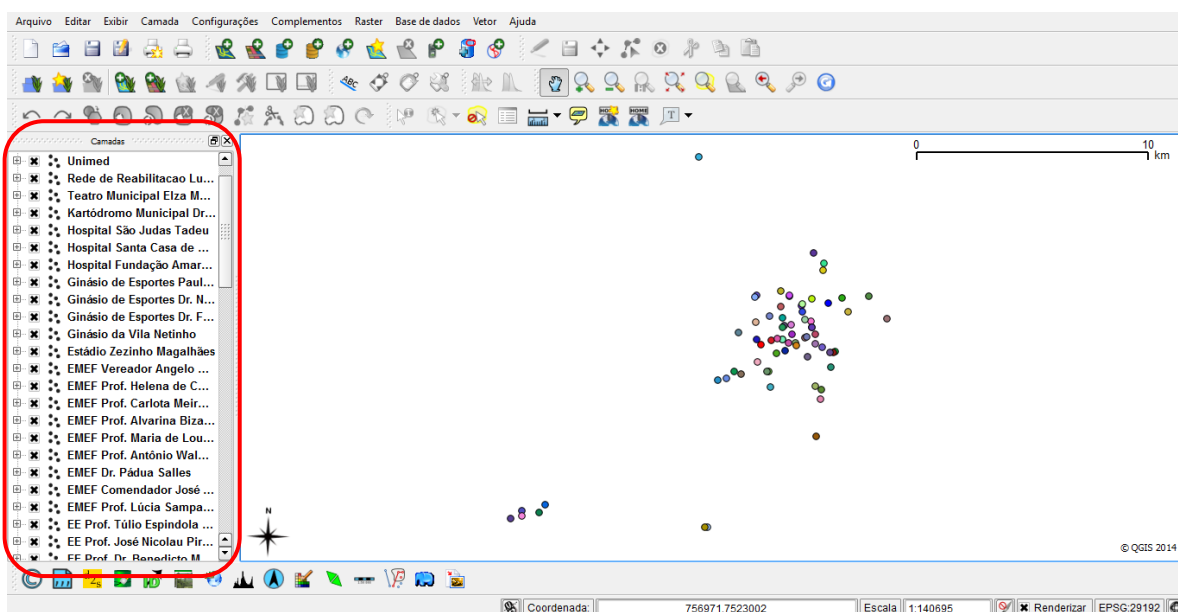 Arquivo Editar Exibir Camada Configurações Complementos Raster Base de dados Vetor Ajuda
ABC
T
Camadas
Unimed
Rede de Reabilitacao Lu...
Teatro Municipal Elza M...
Kartódromo Municipal Dr...
Hospital São Judas Tadeu
Hospital Santa Casa de ...
Hospital Fundação Amar...
Ginásio de Esportes Paul...
Ginásio de Esportes Dr. N...
Ginásio de Esportes Dr. F...
Ginásio da Vila Netinho
Estádio Zezinho Magalhães
EMEF Vereador Angelo ...
EMEF Prof. Helena de C...
EMEF Prof. Carlota Meir...
EMEF Prof. Alvarina Biza...
EMEF Prof. Maria de Lou...
EMEF Prof. Antônio Wal...
EMEF Dr. Pádua Salles
EMEF Comendador José ...
EMEF Prof. Lúcia Sampa...
EE Prof. Túlio Espindola ...
EE Prof. José Nicolau Pir...
EE Prof. Dr. Benedicto M
0 10
km
N
© QGIS 2014
Coordenada: 756971,7523002 Escala 1:140695 Renderizar EPSG:29192